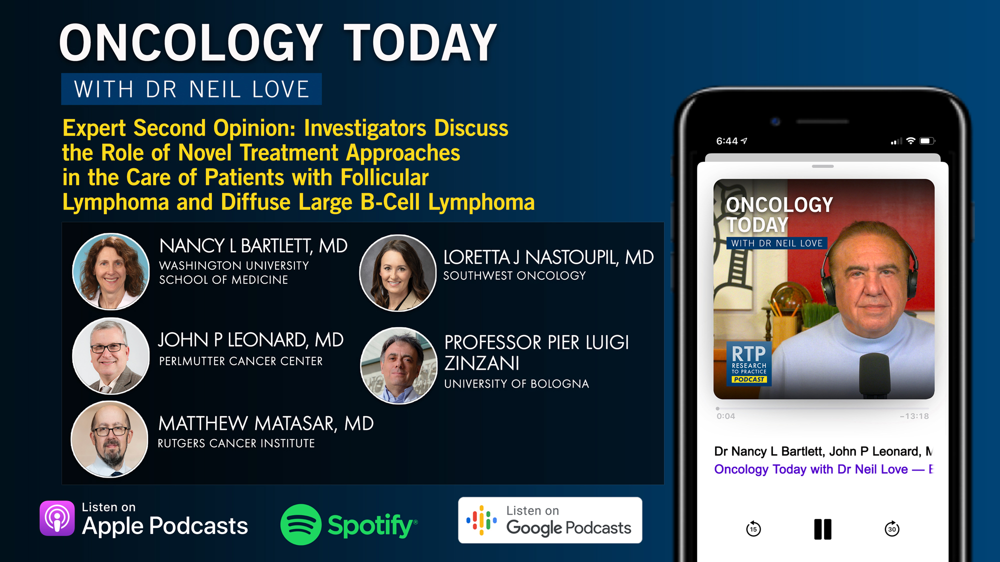 ONCOLOGY TODAY
WITH DR NEIL LOVE
Expert Second Opinion: Investigators Discuss
the Role of Novel Treatment Approaches
in the Care of Patients with Follicular
Lymphoma and Diffuse Large B-Cell Lymphoma
NANCY L BARTLETT, MD
WASHINGTON UNIVERSITY
SCHOOL OF MEDICINE
JOHN P LEONARD, MD
PERLMUTTER CANCER CENTER
MATTHEW MATASAR, MD
RUTGERS CANCER INSTITUTE
LORETTA J NASTOUPIL, MD
SOUTHWEST ONCOLOGY
PROFESSOR PIER LUIGI
ZINZANI
UNIVERSITY OF BOLOGNA
Listen on
Apple Podcasts
Spotify®
Listen on
Google Podcasts
6:44
ONCOLOGY
TODAY
WITH DR NEIL LOVE
RTP
RESEARCH
TO PRACTICE
PODCAST
0:04
−13:18
Dr Nancy L Bartlett, John P Leonard, M
Oncology Today with Dr Neil Love — E
15
30